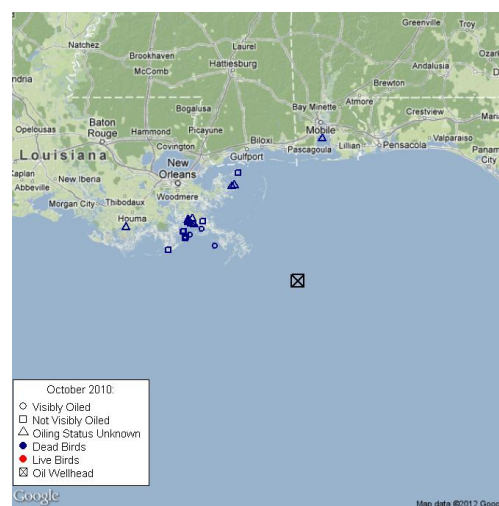 Greenville
Troy
Natchez
Laurel
Brookhaven
Andalusia
Hattiesburg
McComb
Brewton
Bogalusa
Bay Minette
Atmore
Crestview
Baton Rouge
Opelousas
Hammond
Picayune
Mobile
Biloxi
Covington
Pascagoula
Lillian
Pensacola
Valparaiso
Gulfport
Louisiana
New Orleans
Kaplan
New Iberia
Abbeville
Thibodaux
Woodmere
Morgan City
Houma
October 2010:
Visibly Oiled
Not Visibly Oiled
Oiling Status Unknown
Dead Birds
Live Birds
Oil Wellhead
Google
Map data ©2012 Goog